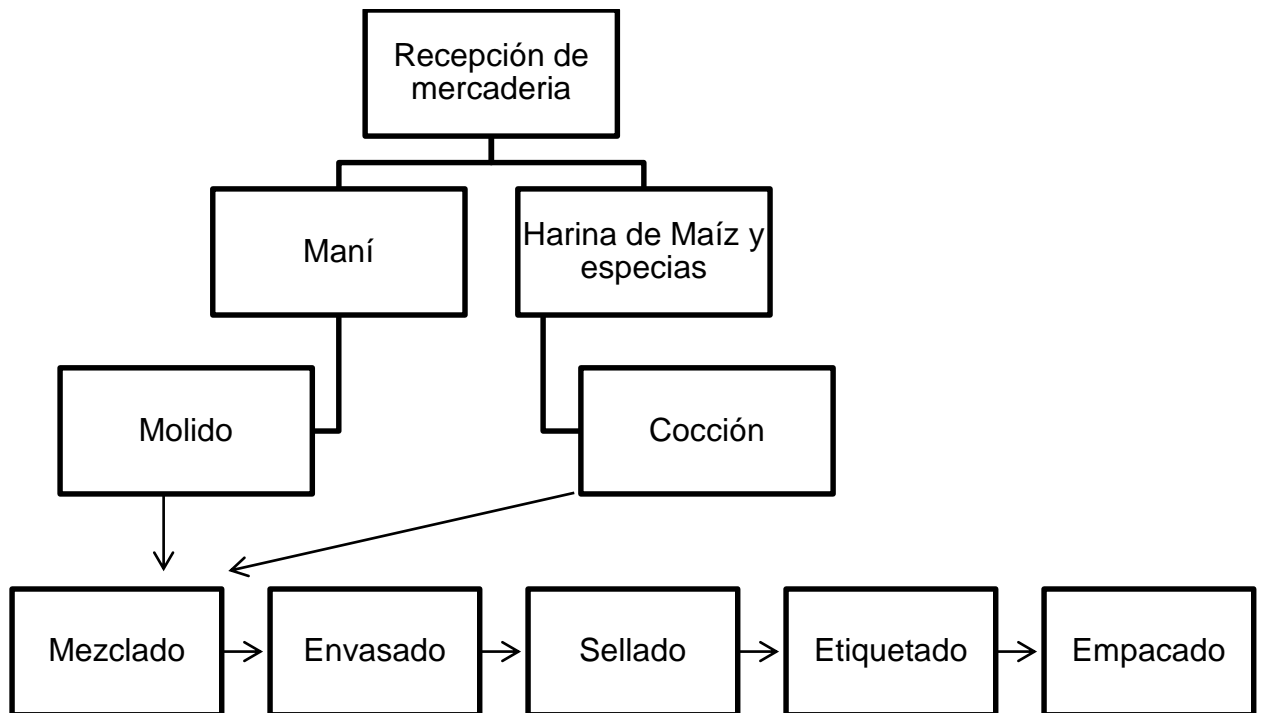 Recepción de
mercaderia
Maní
Harina de Maíz y
especias
Molido
Cocción
Mezclado
Envasado
Sellado
Etiquetado
Empacado